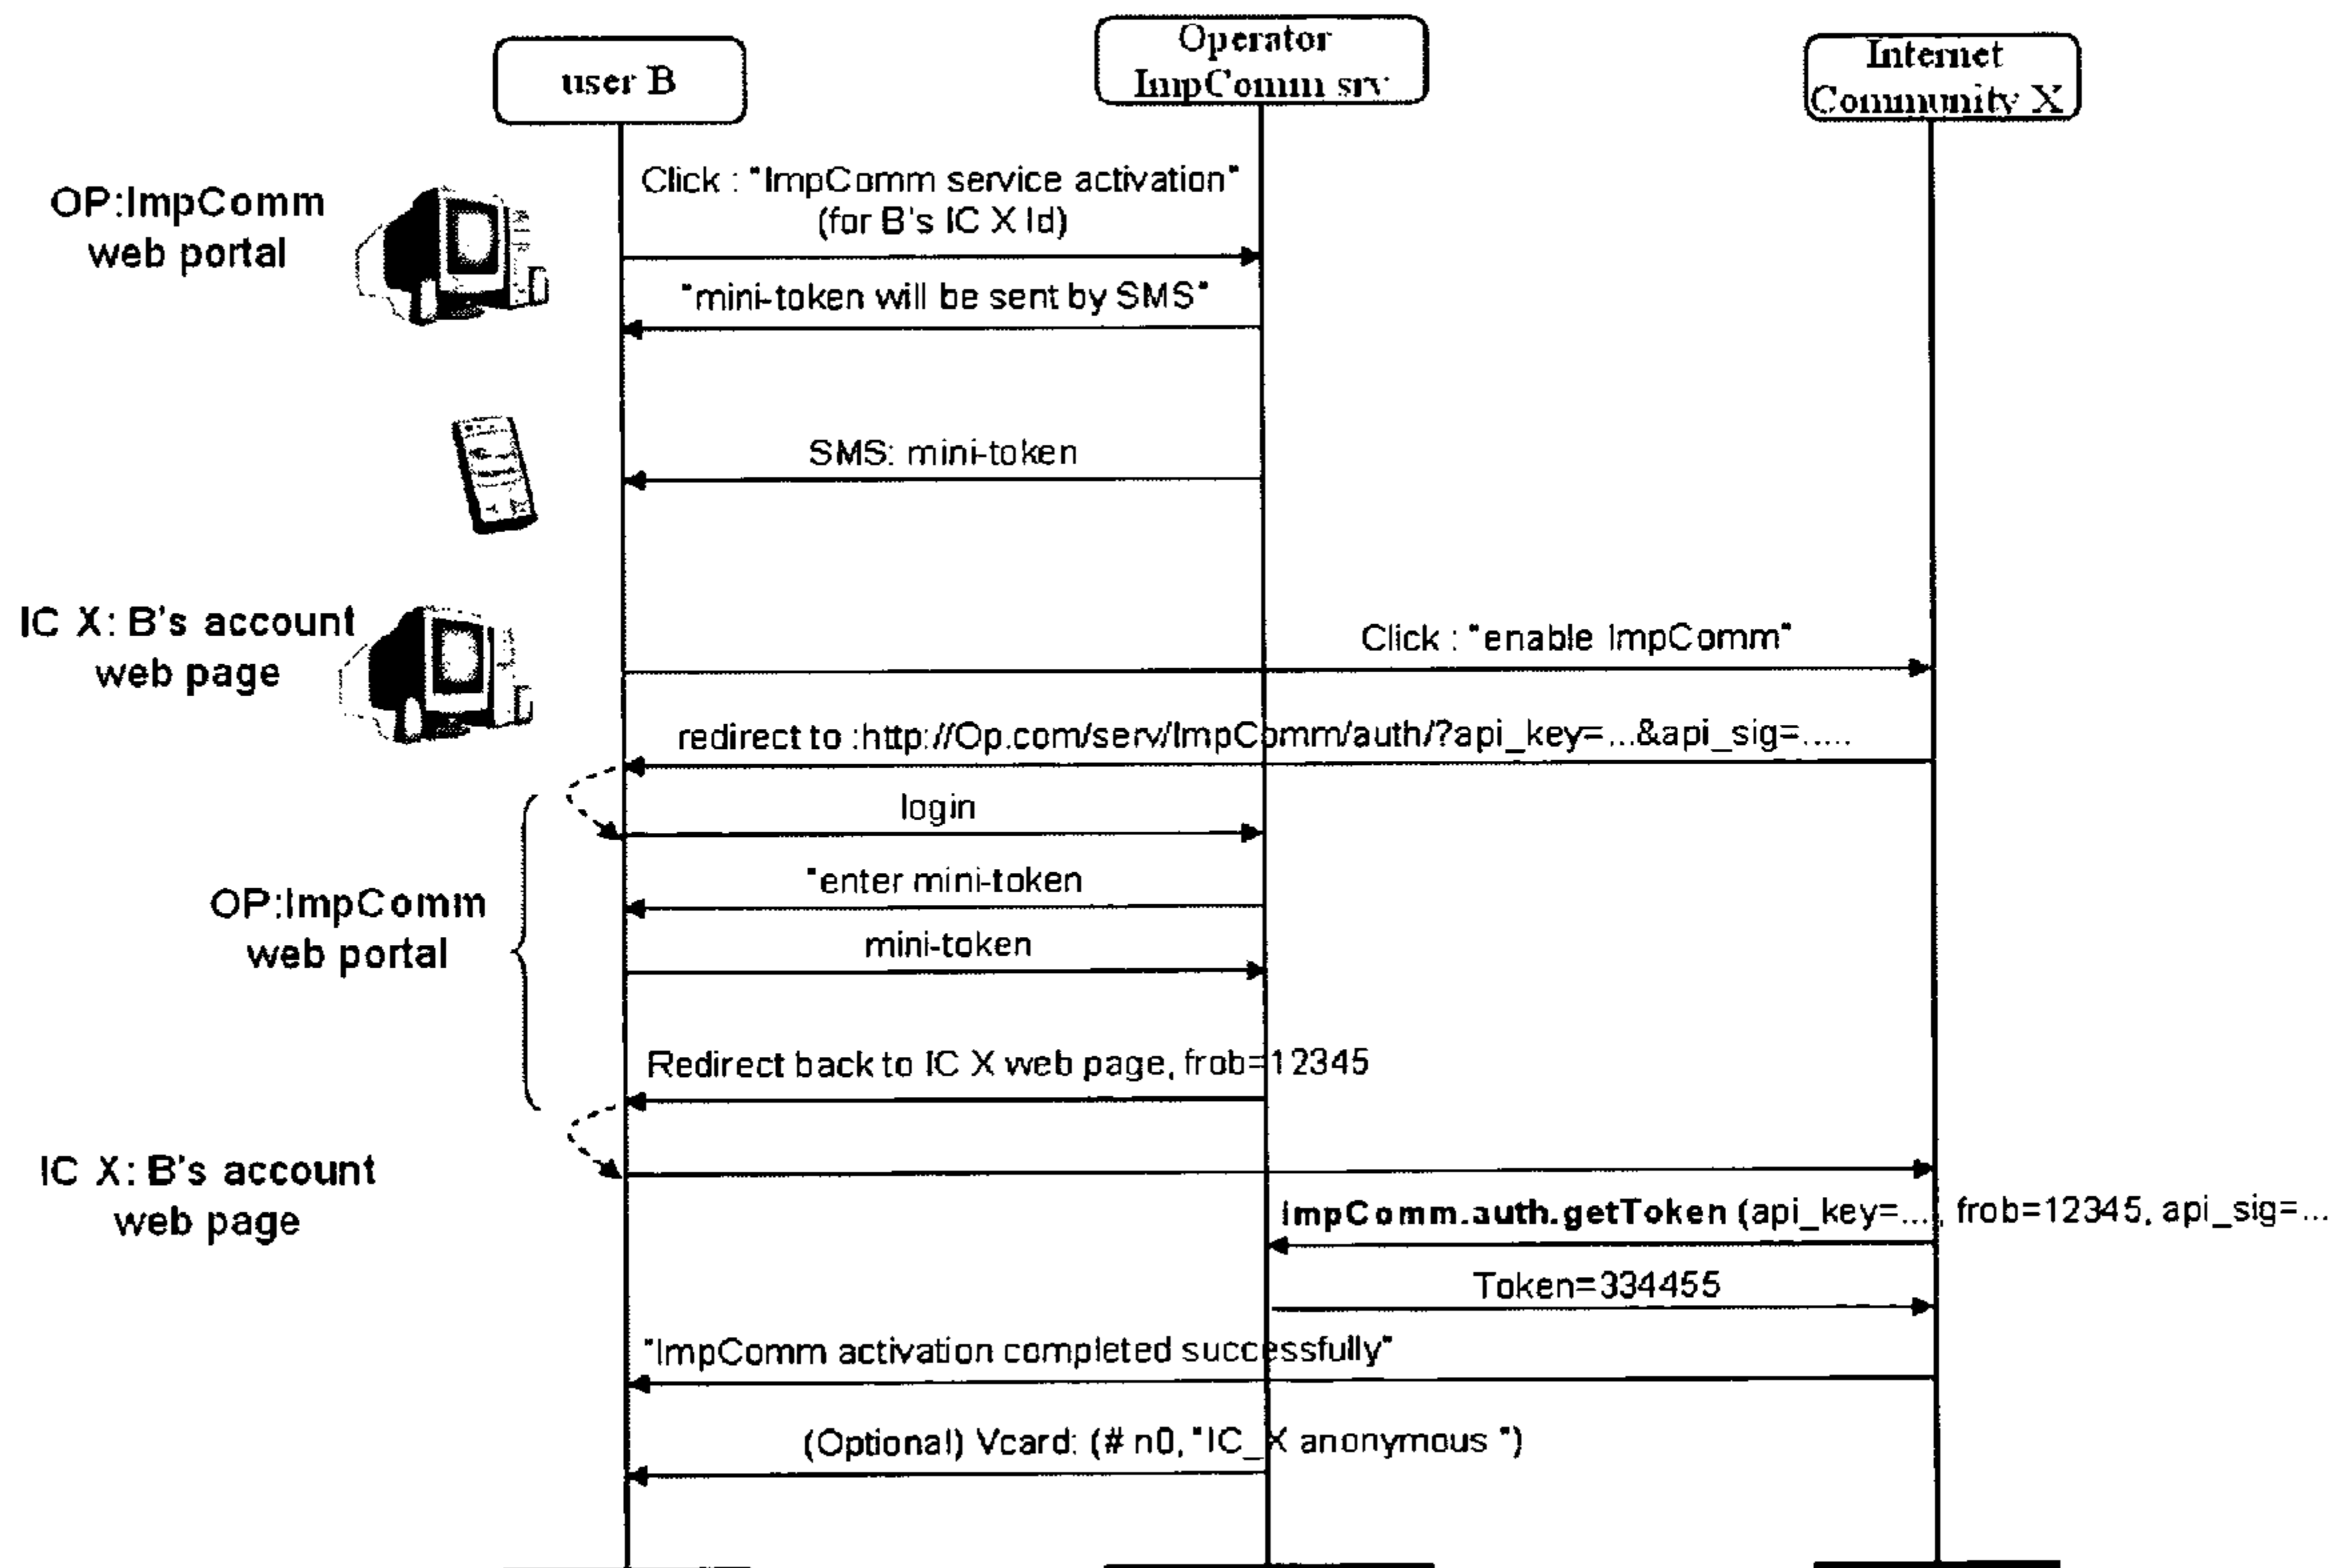 user B
Operator
ImpComm srv
Internet
Community X
OP:ImpComm
web portal
Click : "ImpComm service activation"
(for B's IC X Id)
"mini-token will be sent by SMS"
SMS: mini-token
IC X: B's account
web page
Click : "enable ImpComm"
redirect to :http://Op.com/serv/ImpComm/auth/?api_key=...&api_sig=.....
login
"enter mini-token
OP:ImpComm
web portal
mini-token
Redirect back to IC X web page, frob=12345
IC X: B's account
web page
impComm.auth.getToken (api_key=..., frob=12345, api_sig=...
Token=334455
"ImpComm activation completed successfully"
(Optional) Vcard: (# n0, "IC_X anonymous ")